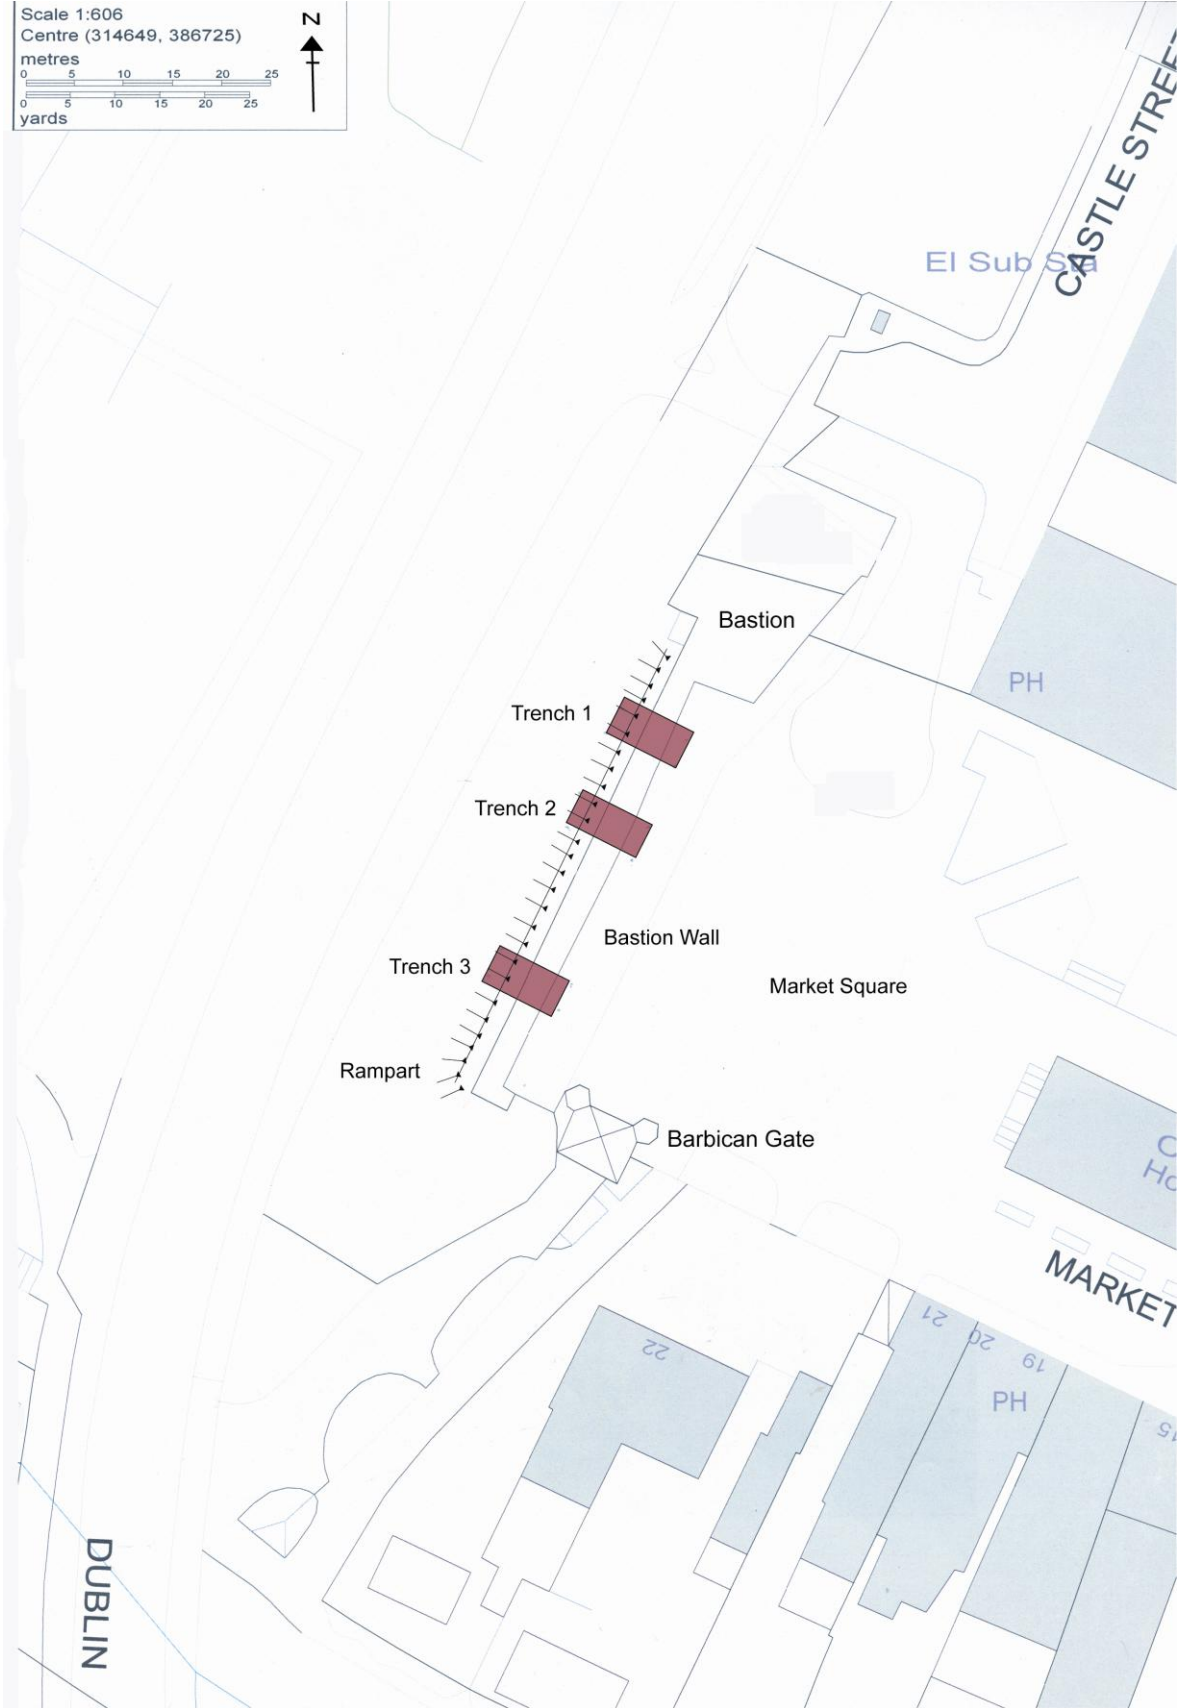 Scale 1:606
Centre (314649, 386725)
N
metres
0 5 10 15 20 25
0 5 10 15 20 25
yards
CASTLE STREET
El Sub Sta
Bastion
PH
Trench 1
Trench 2
Bastion Wall
Trench 3
Market Square
Rampart
Barbican Gate
MARKET
21
20
19
22
PH
15
DUBLIN